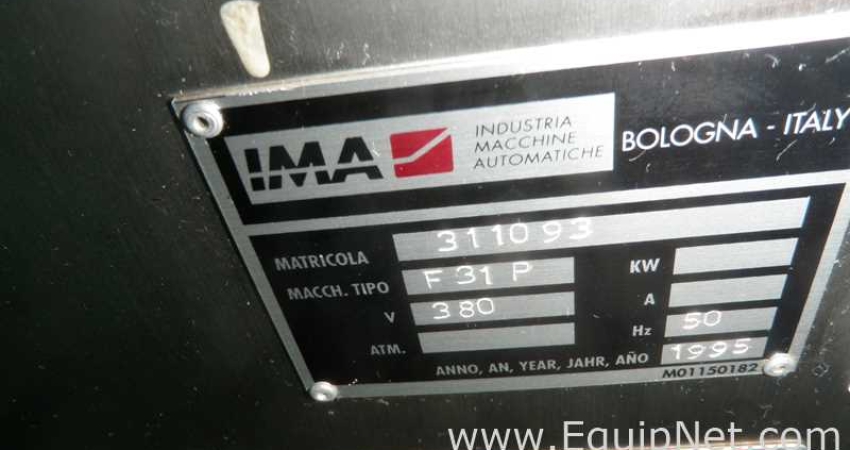 IMA
INDUSTRIA
MACCHINE
AUTOMATICHE
BOLOGNA - ITALY
MATRICOLA 311093
MACCH. TIPO F 31 P
KW
V 380
A
ATM.
Hz 50
ANNO, AN, YEAR, JAHR, AÑO 1995
M01150182
www.EquipNet.com